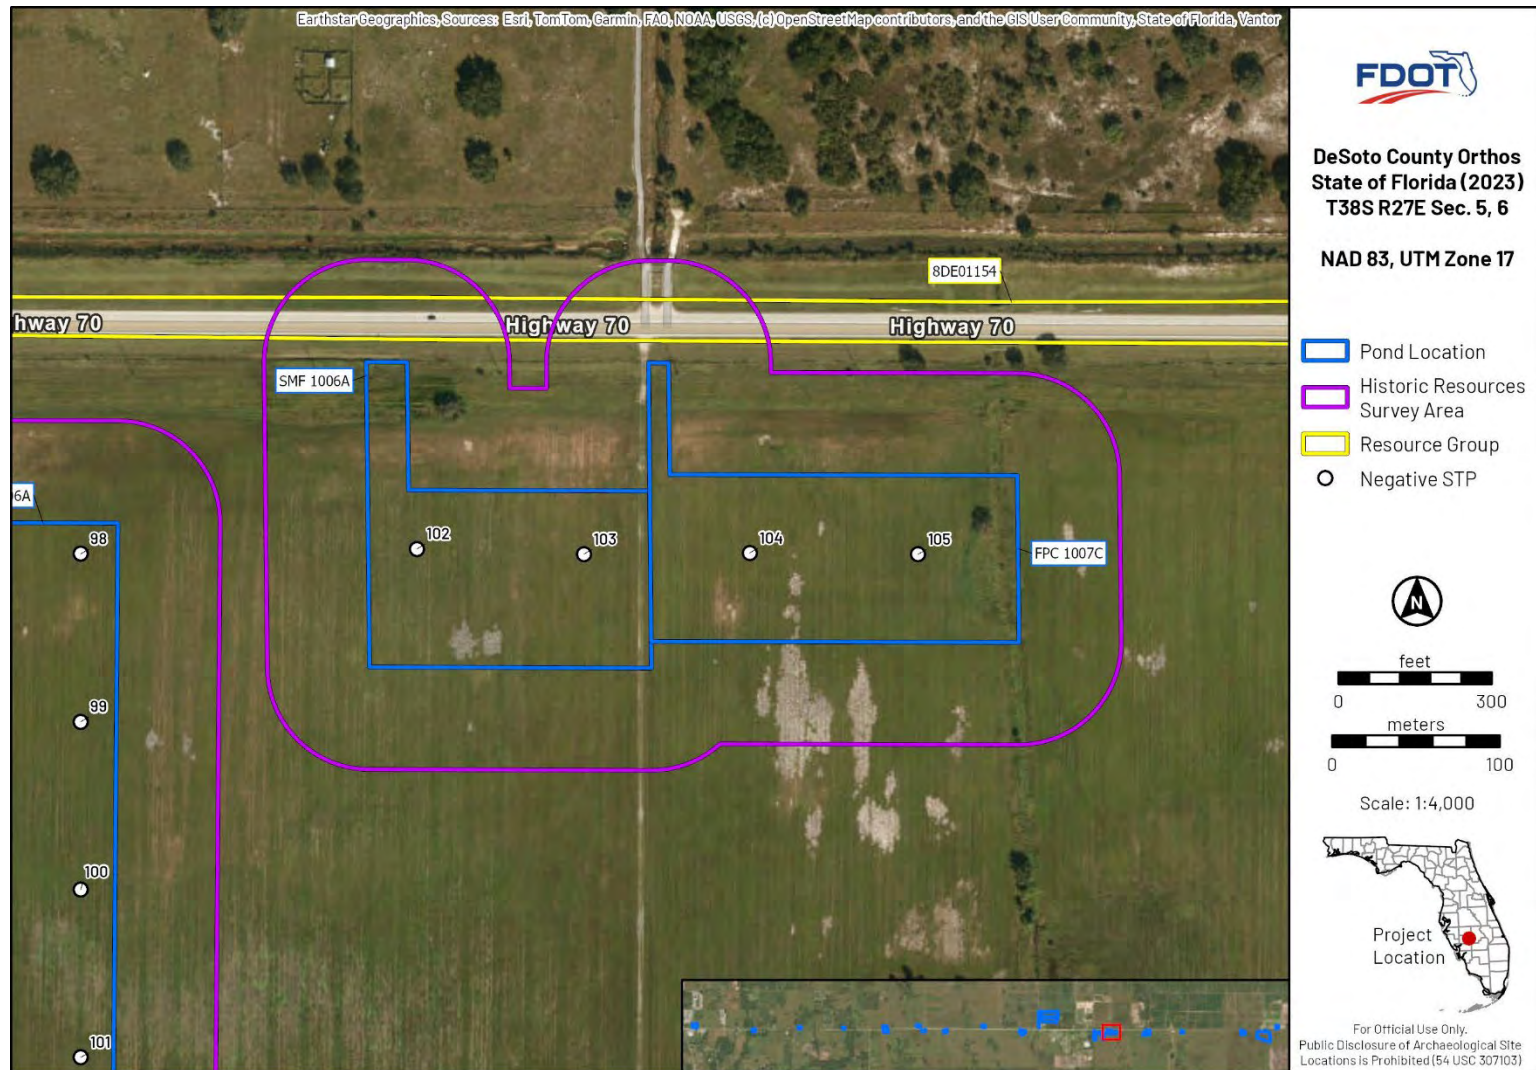 Earthstar Geographics, Sources: Esri, TomTom, Garmin, FAO, NOAA, USGS, (c) OpenStreetMap contributors, and the GIS User Community, State of Florida, Vantor
8DE01154
hway 70
Highway 70
Highway 70
SMF 1006A
6A
98
102
103
104
105
FPC 1007C
99
100
101
FDOT
DeSoto County Orthos
State of Florida (2023)
T38S R27E Sec. 5, 6
NAD 83, UTM Zone 17
Pond Location
Historic Resources
Survey Area
Resource Group
Negative STP
N
feet
0 300
meters
0 100
Scale: 1:4,000
Project
Location
For Official Use Only.
Public Disclosure of Archaeological Site
Locations is Prohibited (54 USC 307103)